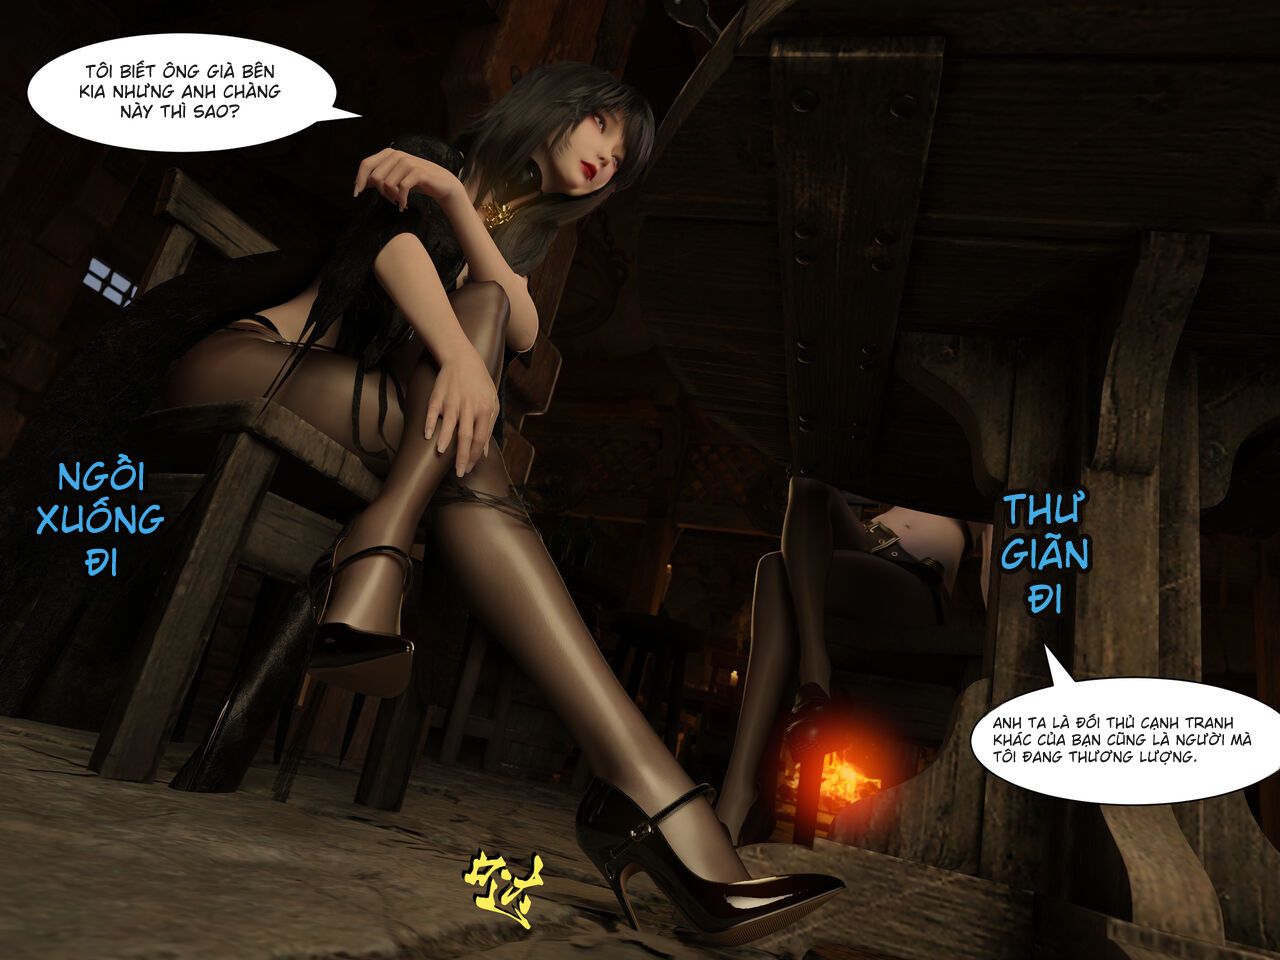 TÔI BIẾT ÔNG GIÀ BÊN
KIA NHƯNG ANH CHÀNG
NÀY THÌ SAO?
NGỒI
XUỐNG
ĐI
THƯ
GIÃN
ĐI
ANH TA LÀ ĐỐI THỦ CẠNH TRANH
KHÁC CỦA BẠN CŨNG LÀ NGƯỜI MÀ
TÔI ĐANG THƯƠNG LƯỢNG.
哒